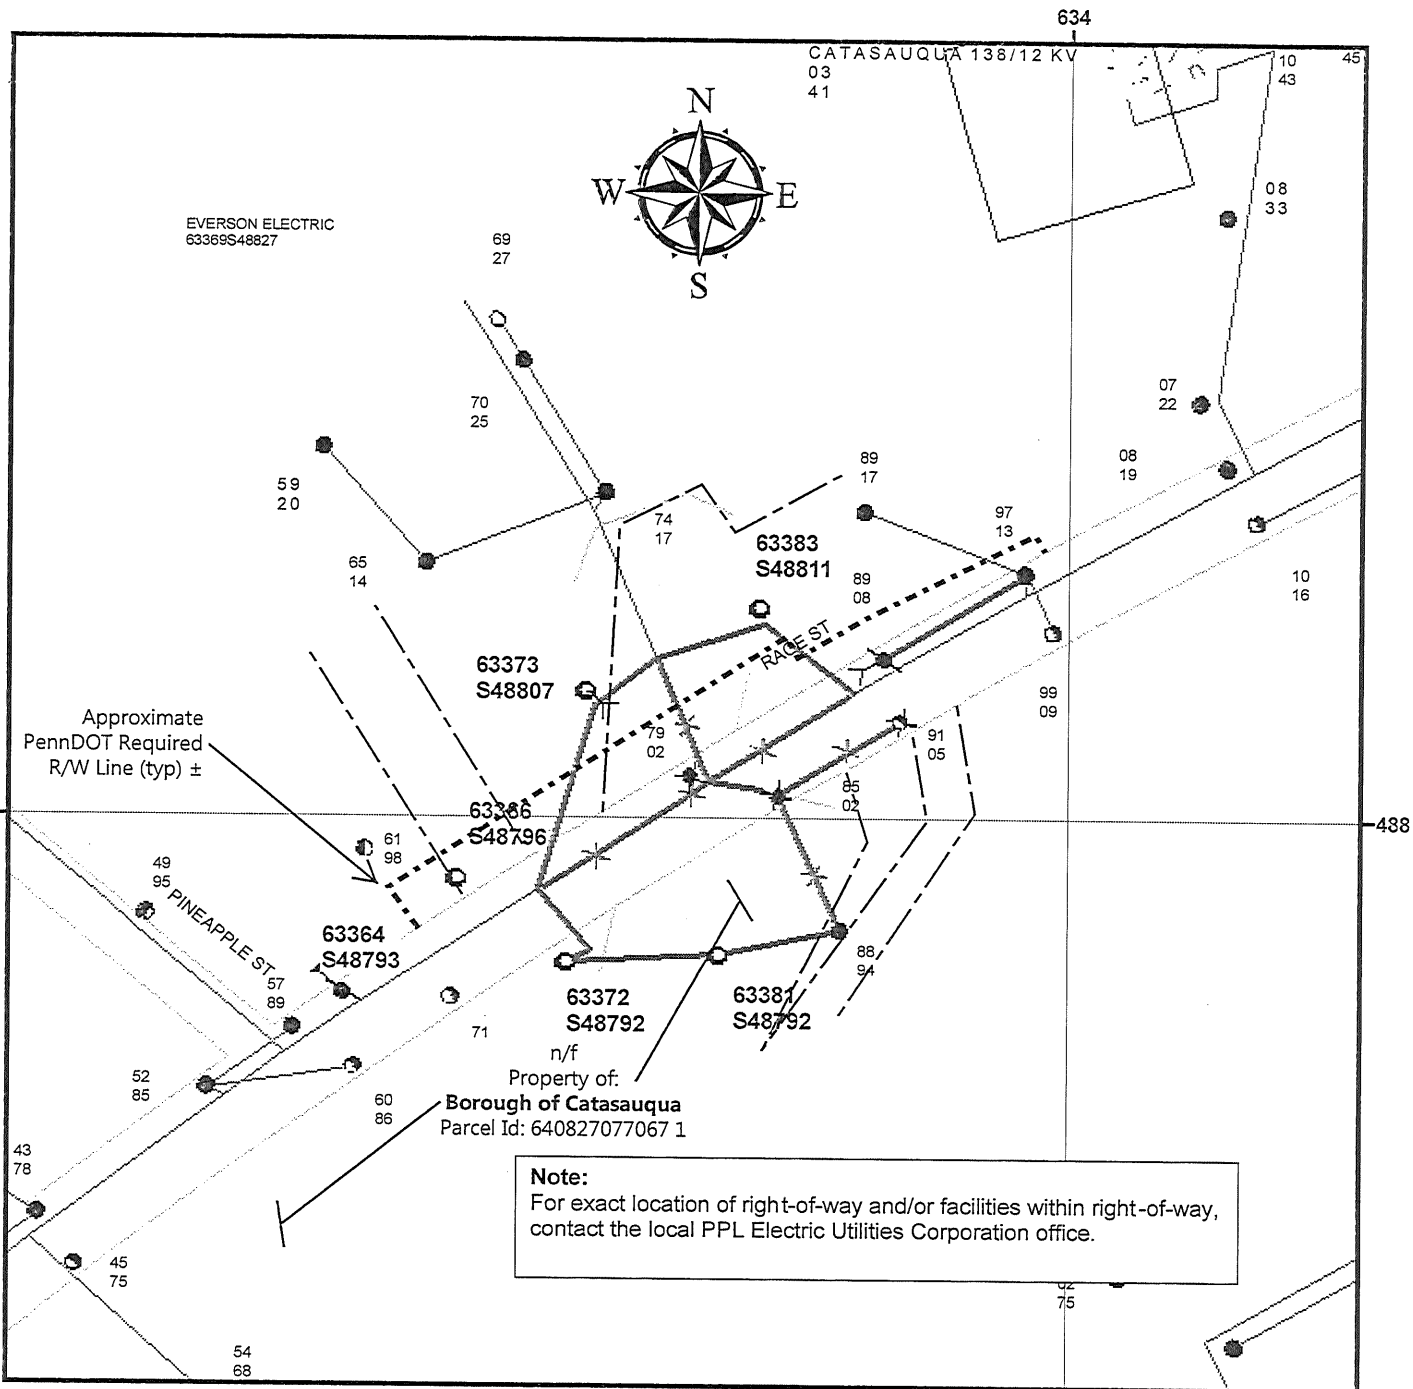 634
CATASAUQUA 138/12 KV
03
41
10
43
45
N
W
E
S
08
33
EVERSON ELECTRIC
63369S48827
69
27
70
25
07
22
59
20
89
17
08
19
74
17
97
13
63383
S48811
65
14
89
08
10
16
RACE ST
63373
S48807
99
09
Approximate
PennDOT Required
R/W Line (typ) ±
79
02
91
05
85
02
63366
S48796
488
61
98
49
95
PINEAPPLE ST
63364
S48793
88
94
57
89
63372
S48792
63381
S48792
71
n/f
Property of:
Borough of Catasauqua
Parcel Id: 640827077067 1
52
85
60
86
43
78
Note:
For exact location of right-of-way and/or facilities within right-of-way,
contact the local PPL Electric Utilities Corporation office.
45
75
75
54
68